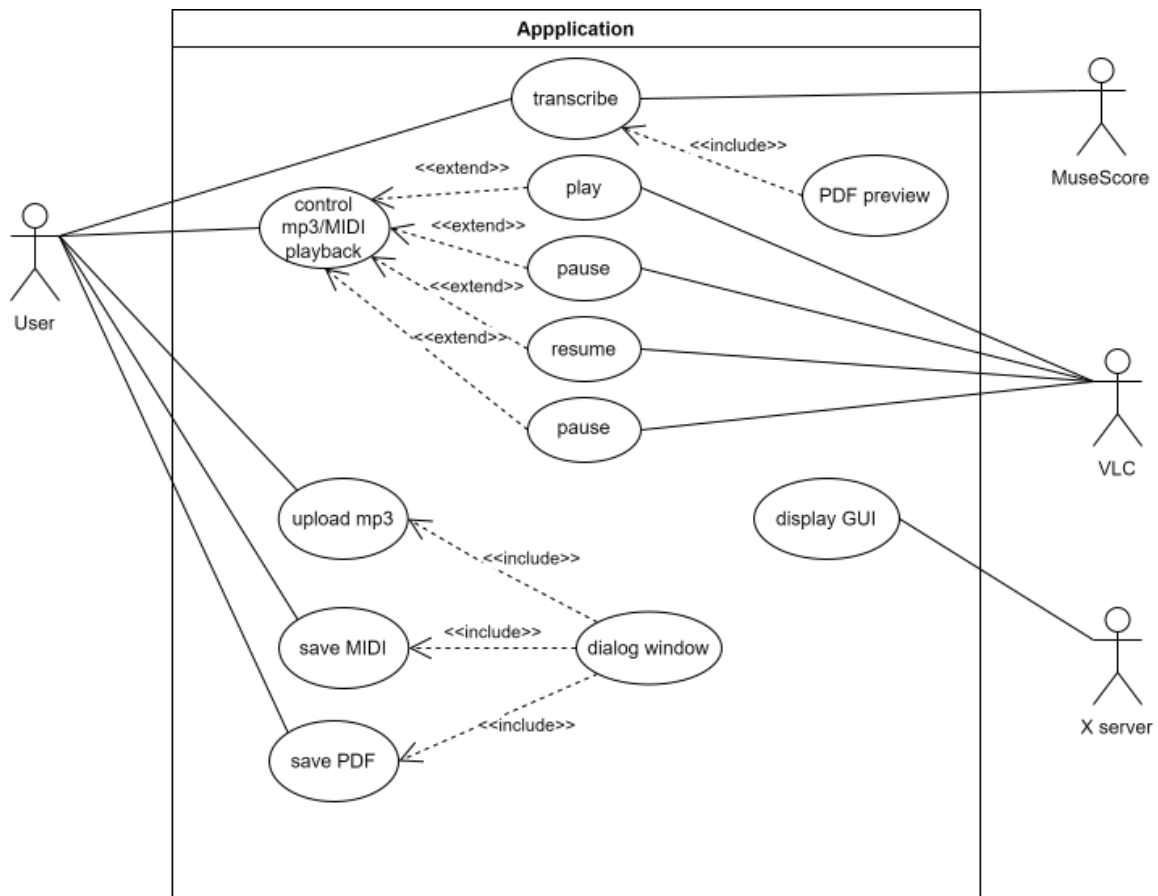 Appplication
transcribe
MuseScore
<<include>>
PDF preview
<<extend>>
play
control
mp3/MIDI
playback
<<extend>>
pause
User
<<extend>>
resume
<<extend>>
pause
VLC
upload mp3
display GUI
<<include>>
save MIDI
<<include>>
dialog window
<<include>>
save PDF
X server